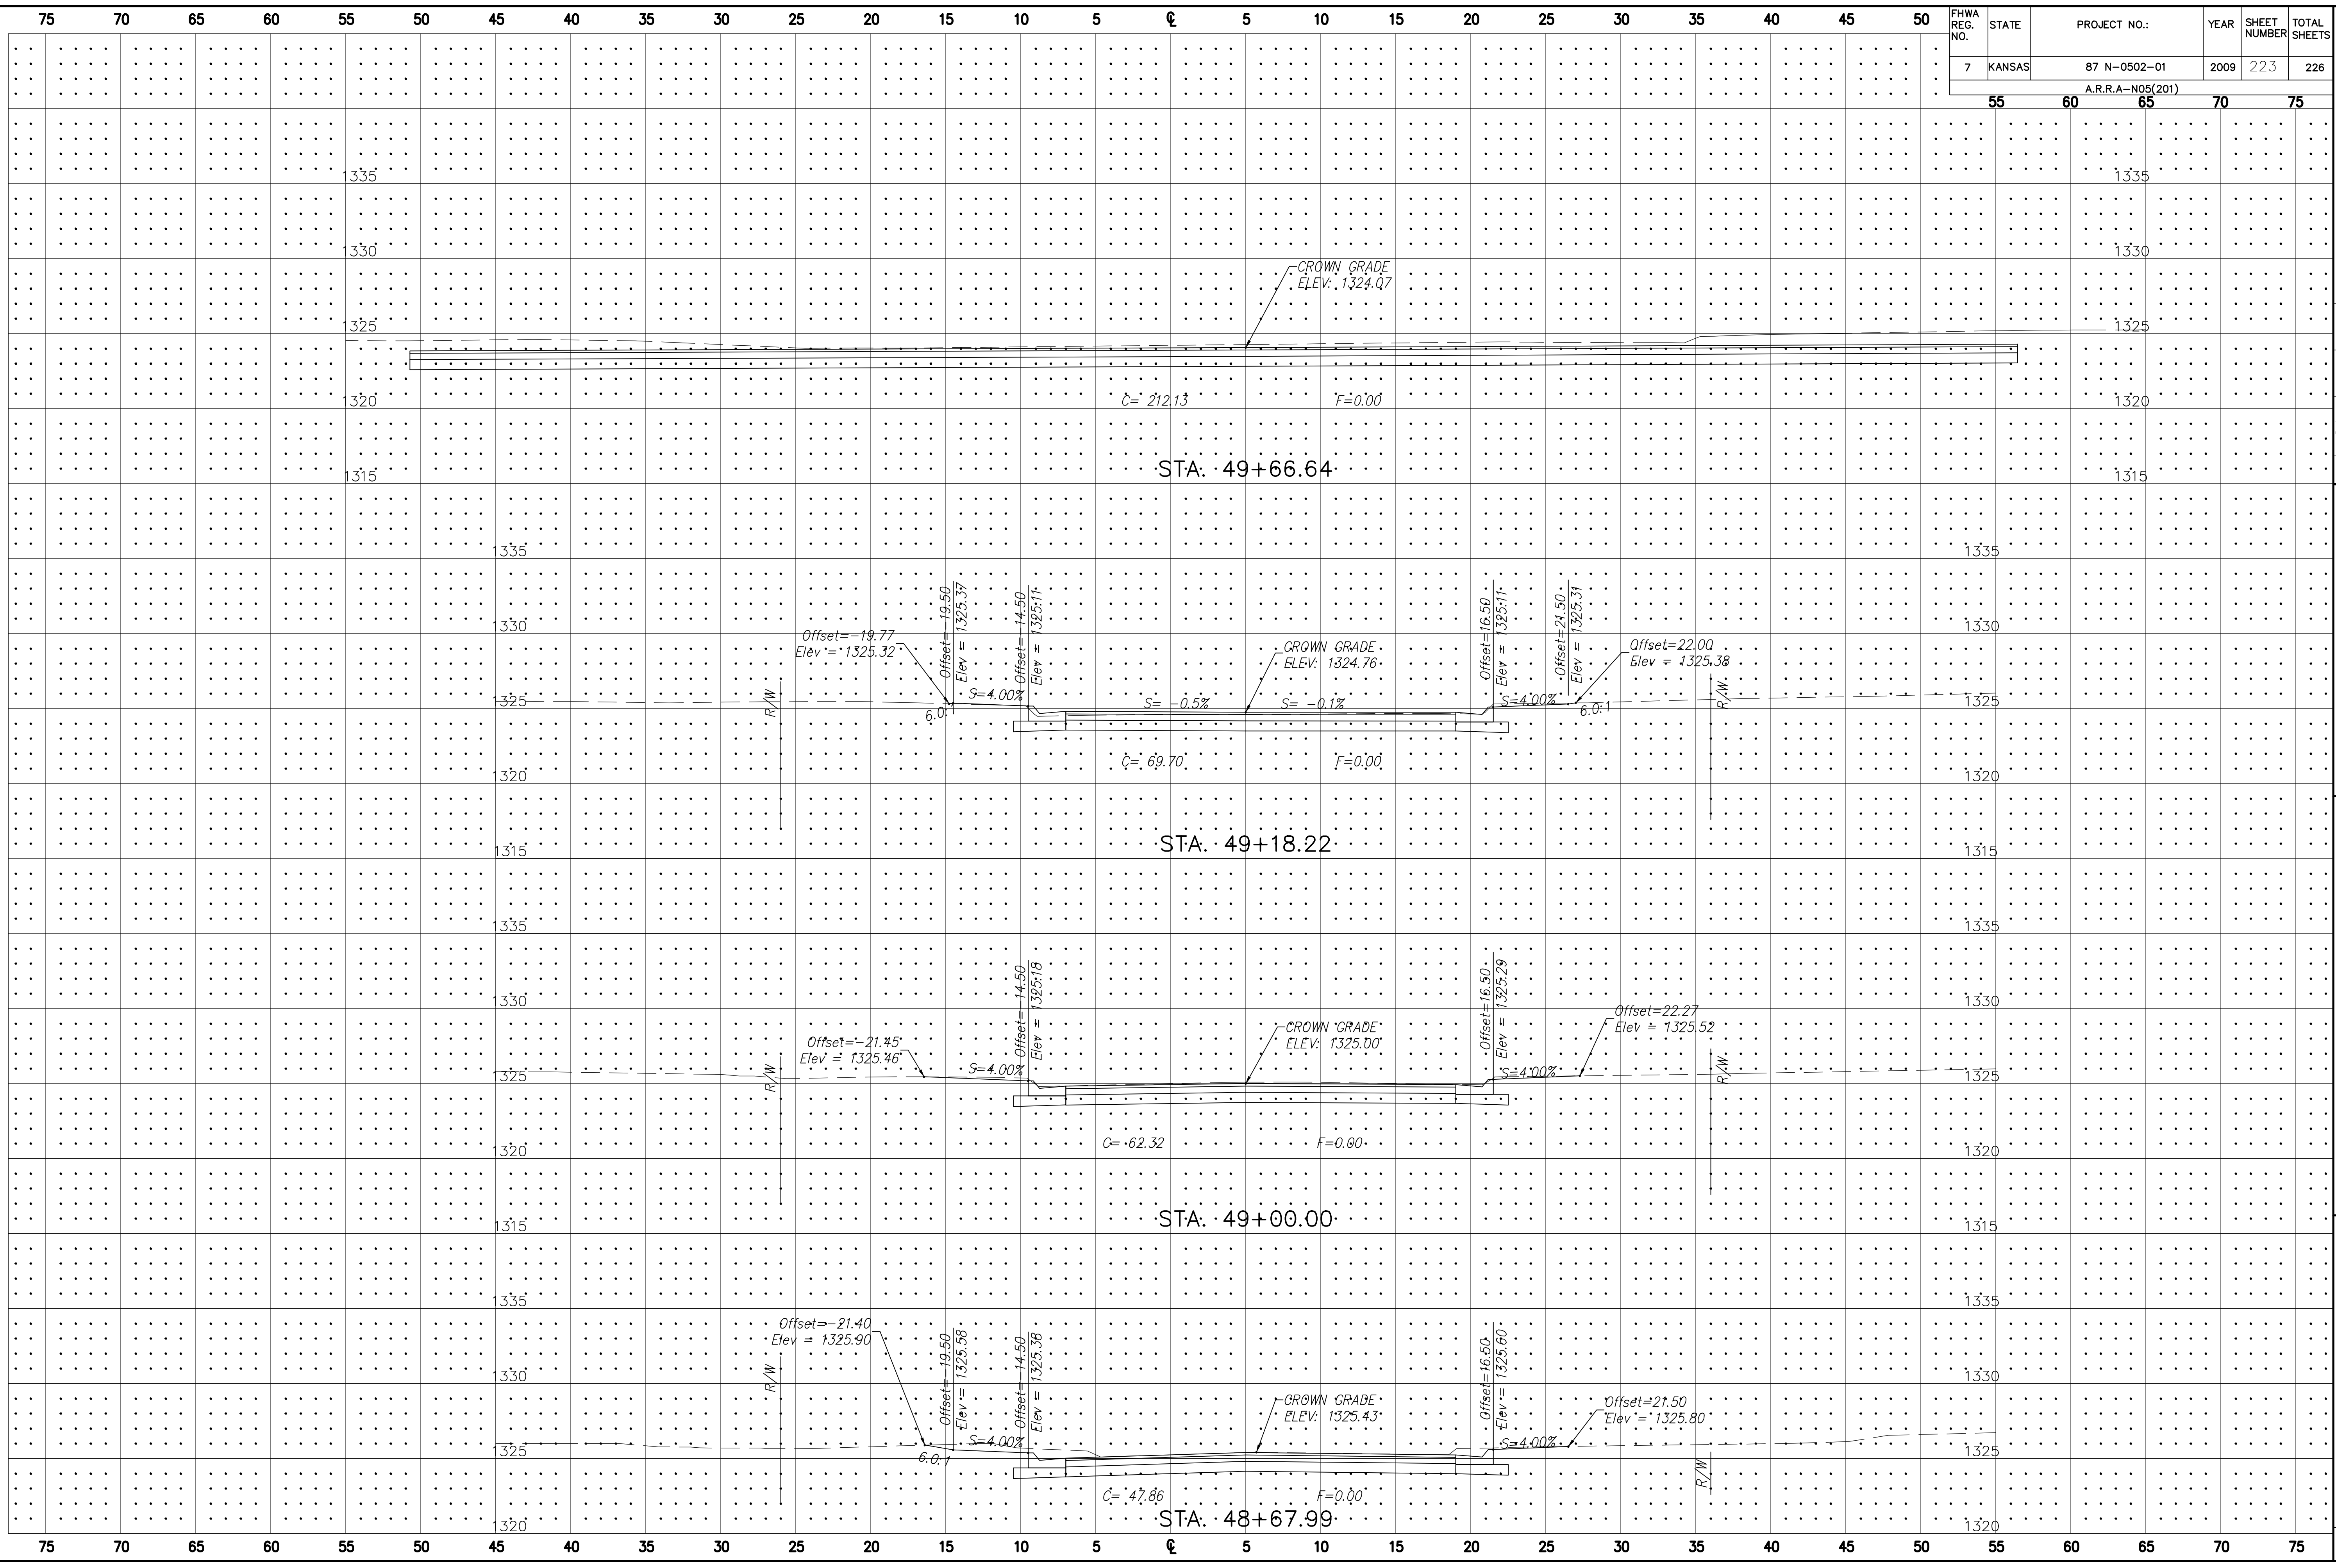 75 70 65 60 55 50 45 40 35 30 25 20 15 10 5 ℄ 5 10 15 20 25 30 35 40 45 50
FHWA REG. NO. STATE PROJECT NO.: YEAR SHEET NUMBER TOTAL SHEETS
7 KANSAS 87 N-0502-01 2009 223 226
A.R.R.A-N05(201)
55 60 65 70 75
1335 1335
1330 1330
CROWN GRADE
ELEV: 1324.07
1325 1325
1320 C= 212.13 F=0.00 1320
STA. 49+66.64
1315 1315
1335 1335
Offset=-19.50
Elev = 1325.37
Offset=-14.50
Elev = 1325.11
Offset=16.50
Elev = 1325.11
Offset=21.50
Elev = 1325.31
1330 1330
Offset=-19.77
Elev = 1325.32
CROWN GRADE
ELEV: 1324.76
Offset=22.00
Elev = 1325.38
R/W S=4.00% S= -0.5% S= -0.1% S=4.00% R/W
1325 6.0:1 6.0:1 1325
C= 69.70 F=0.00
1320 1320
STA. 49+18.22
1315 1315
1335 1335
Offset=-14.50
Elev = 1325.18
Offset=16.50
Elev = 1325.29
1330 1330
Offset=-21.45
Elev = 1325.46
CROWN GRADE
ELEV: 1325.00
Offset=22.27
Elev = 1325.52
R/W S=4.00% S=4.00% R/W
1325 1325
C= 62.32 F=0.00
1320 1320
STA. 49+00.00
1315 1315
1335 1335
Offset=-21.40
Elev = 1325.90
Offset=-19.50
Elev = 1325.58
Offset=-14.50
Elev = 1325.38
Offset=16.50
Elev = 1325.60
R/W
1330 1330
CROWN GRADE
ELEV: 1325.43
Offset=21.50
Elev = 1325.80
S=4.00% S=4.00%
1325 6.0:1 1325
R/W
C= 47.86 F=0.00
STA. 48+67.99
1320 1320
75 70 65 60 55 50 45 40 35 30 25 20 15 10 5 ℄ 5 10 15 20 25 30 35 40 45 50 55 60 65 70 75